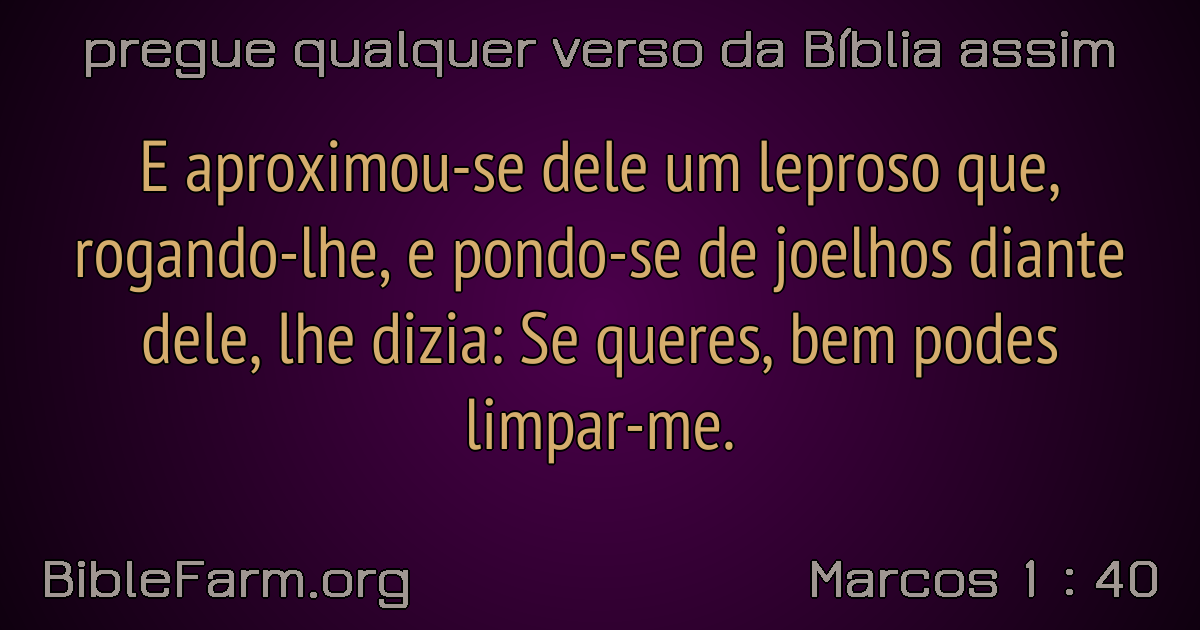 pregue qualquer verso da Bíblia assim
E aproximou-se dele um leproso que,
rogando-lhe, e pondo-se de joelhos diante
dele, lhe dizia: Se queres, bem podes
limpar-me.
BibleFarm.org
Marcos 1 : 40